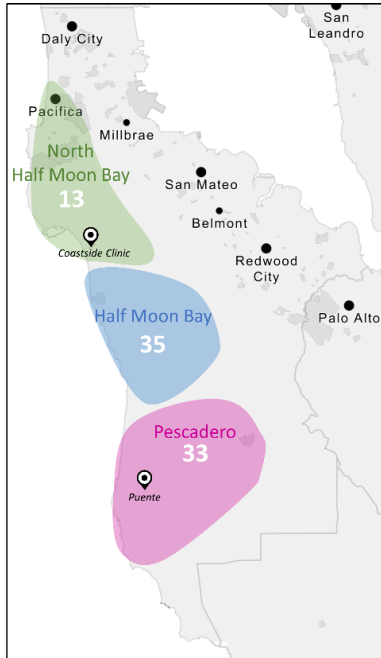 San
Leandro
Daly City
Pacifica
Millbrae
North
Half Moon Bay
13
San Mateo
Belmont
Coastside Clinic
Redwood
City
Half Moon Bay
35
Palo Alto
Pescadero
33
Puente